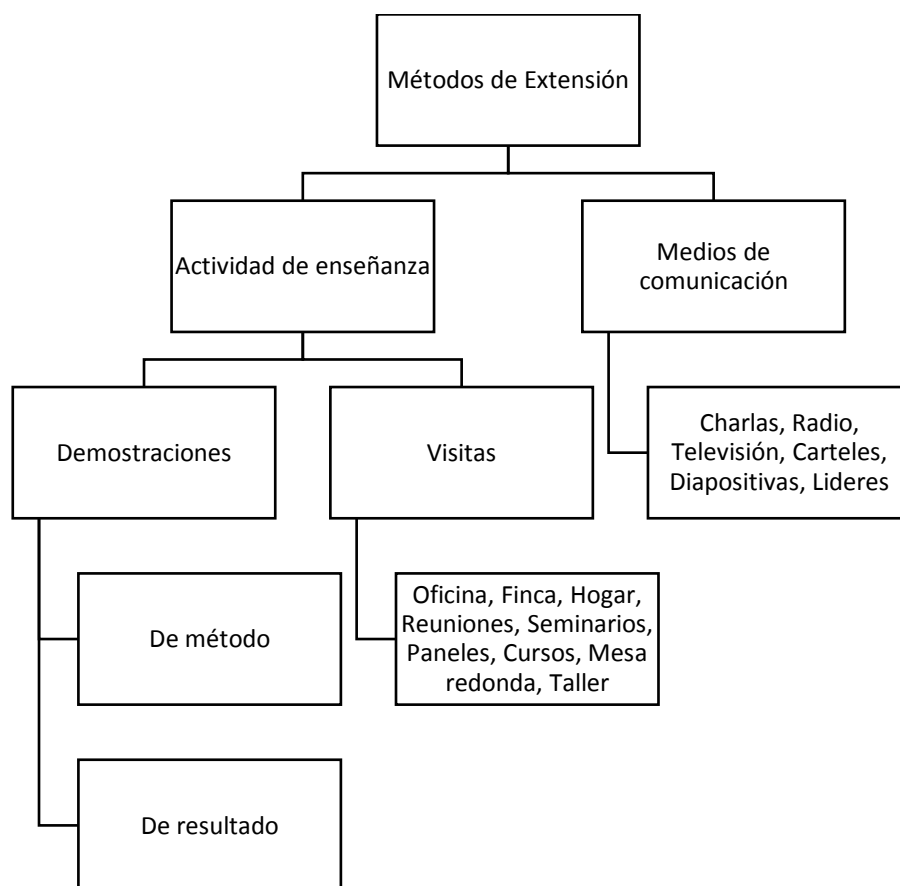 Métodos de Extensión
Actividad de enseñanza
Medios de
comunicación
Demostraciones
Visitas
Charlas, Radio,
Televisión, Carteles,
Diapositivas, Lideres
De método
Oficina, Finca, Hogar,
Reuniones, Seminarios,
Paneles, Cursos, Mesa
redonda, Taller
De resultado